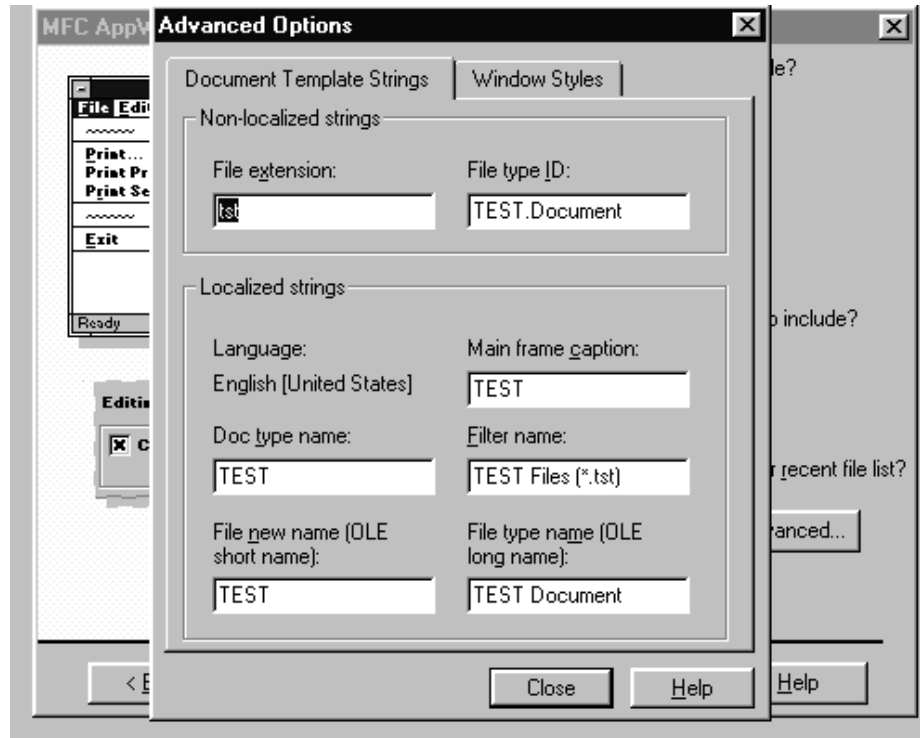 MFC AppW
Advanced Options
Document Template Strings
Window Styles
le?
File Edi
Non-localized strings
Print...
Print Pr
Print Se
File extension:
File type ID:
tst
TEST.Document
Exit
Localized strings
Ready
o include?
Language:
Main frame caption:
English [United States]
TEST
Editi
Doc type name:
Filter name:
C
TEST
TEST Files (*.tst)
r recent file list?
File new name (OLE
short name):
File type name (OLE
long name):
anced...
TEST
TEST Document
<
Close
Help
Help